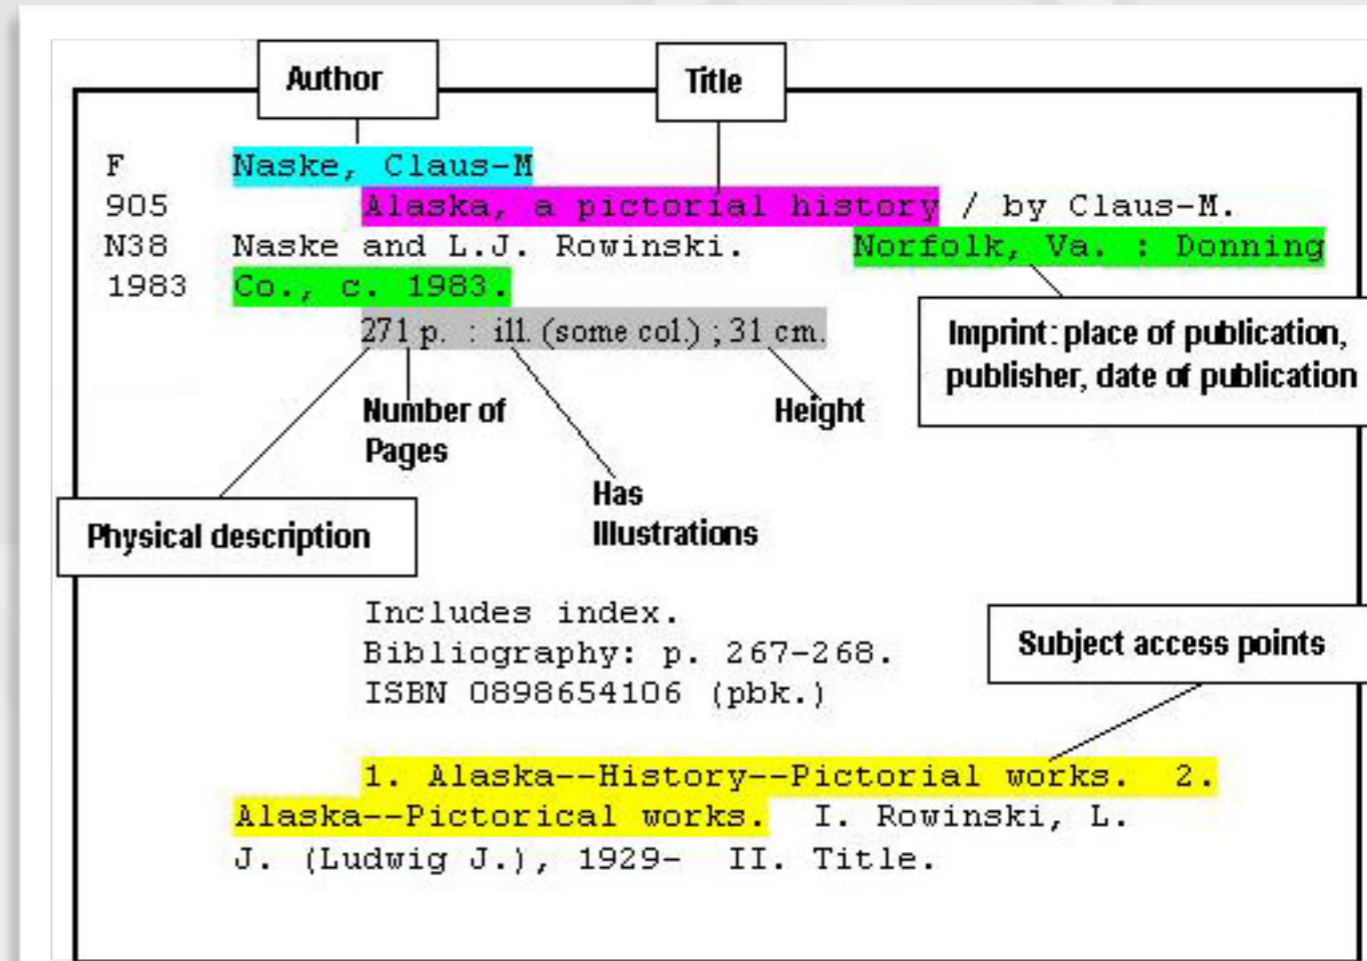 Author
Title
F Naske, Claus-M
905 Alaska, a pictorial history / by Claus-M.
N38 Naske and L.J. Rowinski. Norfolk, Va. : Donning
1983 Co., c. 1983.
271 p. : ill. (some col.) ; 31 cm.
Imprint: place of publication,
publisher, date of publication
Number of
Pages
Height
Has
Illustrations
Physical description
Includes index.
Bibliography: p. 267-268.
ISBN 0898654106 (pbk.)
Subject access points
1. Alaska--History--Pictorial works. 2.
Alaska--Pictorical works. I. Rowinski, L.
J. (Ludwig J.), 1929- II. Title.